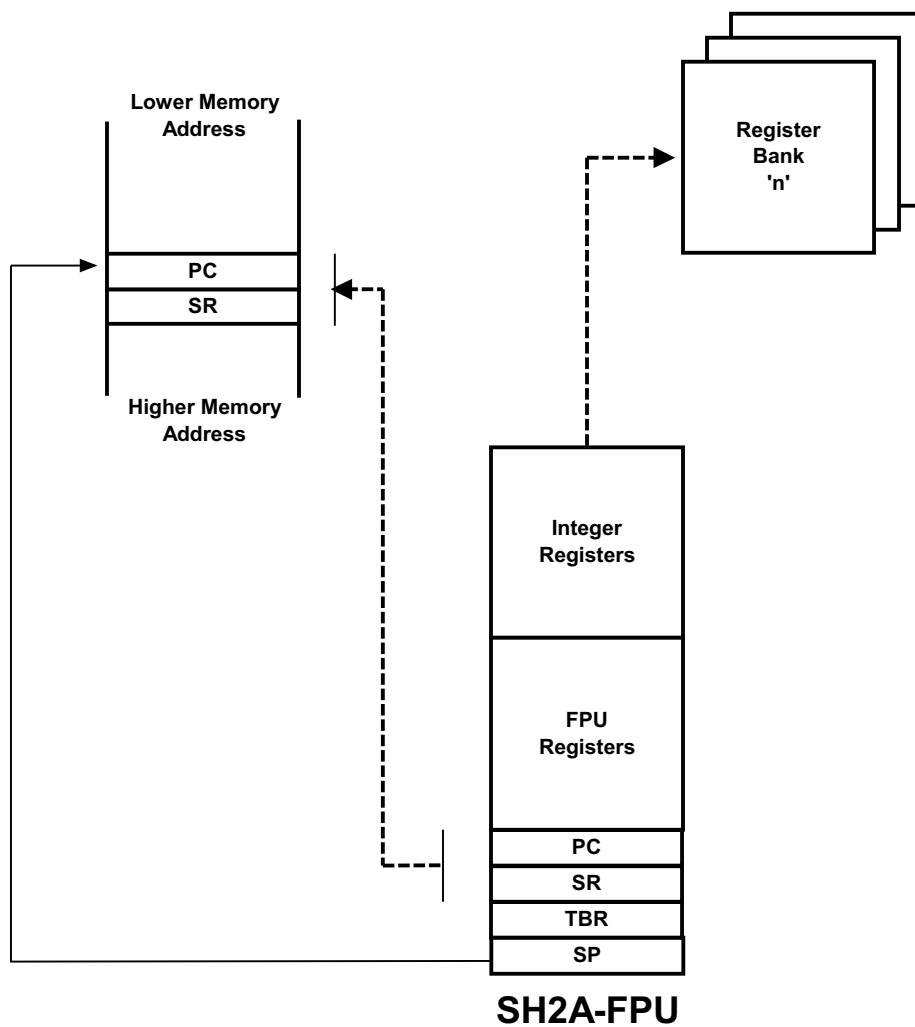 Register
Bank
'n'
Lower Memory
Address
PC
SR
Higher Memory
Address
Integer
Registers
FPU
Registers
PC
SR
TBR
SP
SH2A-FPU